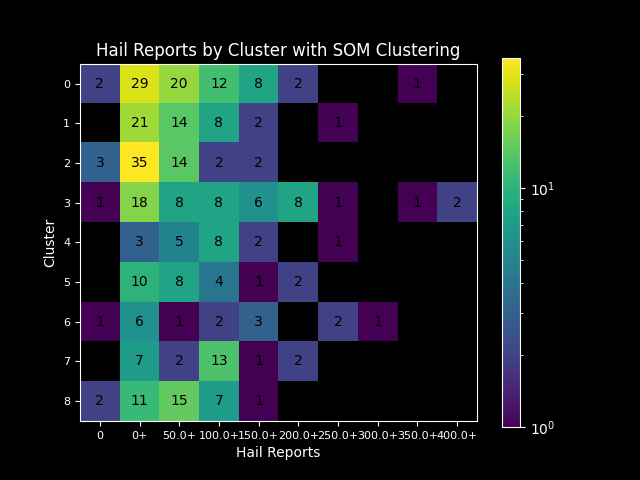 Hail Reports by Cluster with SOM Clustering
0 2 29 20 12 8 2 1
1 21 14 8 2 1
2 3 35 14 2 2
3 1 18 8 8 6 8 1 1 2
4 3 5 8 2 1
5 10 8 4 1 2
6 1 6 1 2 3 2 1
7 7 2 13 1 2
8 2 11 15 7 1
0 0+ 50.0+ 100.0+ 150.0+ 200.0+ 250.0+ 300.0+ 350.0+ 400.0+
Hail Reports
Cluster
10¹
10⁰